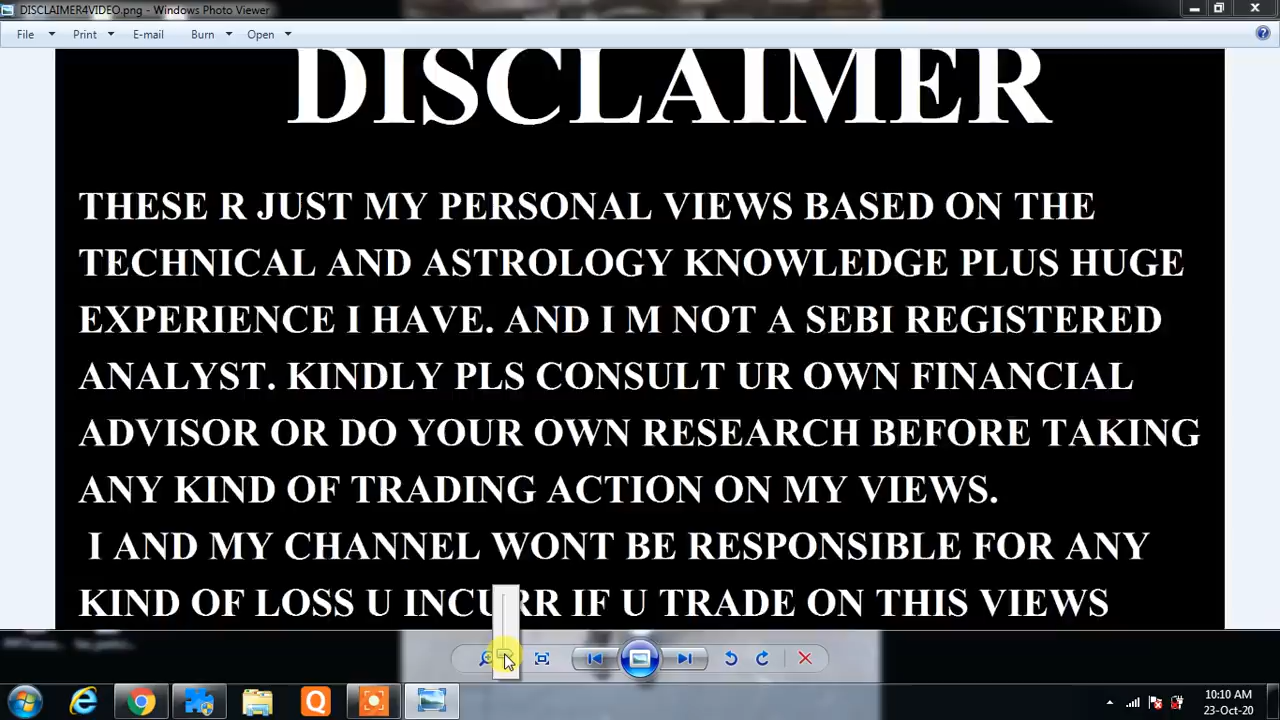 DISCLAIMER4VIDEO.png - Windows Photo Viewer
File Print E-mail Burn Open
DISCLAIMER
THESE R JUST MY PERSONAL VIEWS BASED ON THE
TECHNICAL AND ASTROLOGY KNOWLEDGE PLUS HUGE
EXPERIENCE I HAVE. AND I M NOT A SEBI REGISTERED
ANALYST. KINDLY PLS CONSULT UR OWN FINANCIAL
ADVISOR OR DO YOUR OWN RESEARCH BEFORE TAKING
ANY KIND OF TRADING ACTION ON MY VIEWS.
I AND MY CHANNEL WONT BE RESPONSIBLE FOR ANY
KIND OF LOSS U INCURR IF U TRADE ON THIS VIEWS
10:10 AM
23-Oct-20